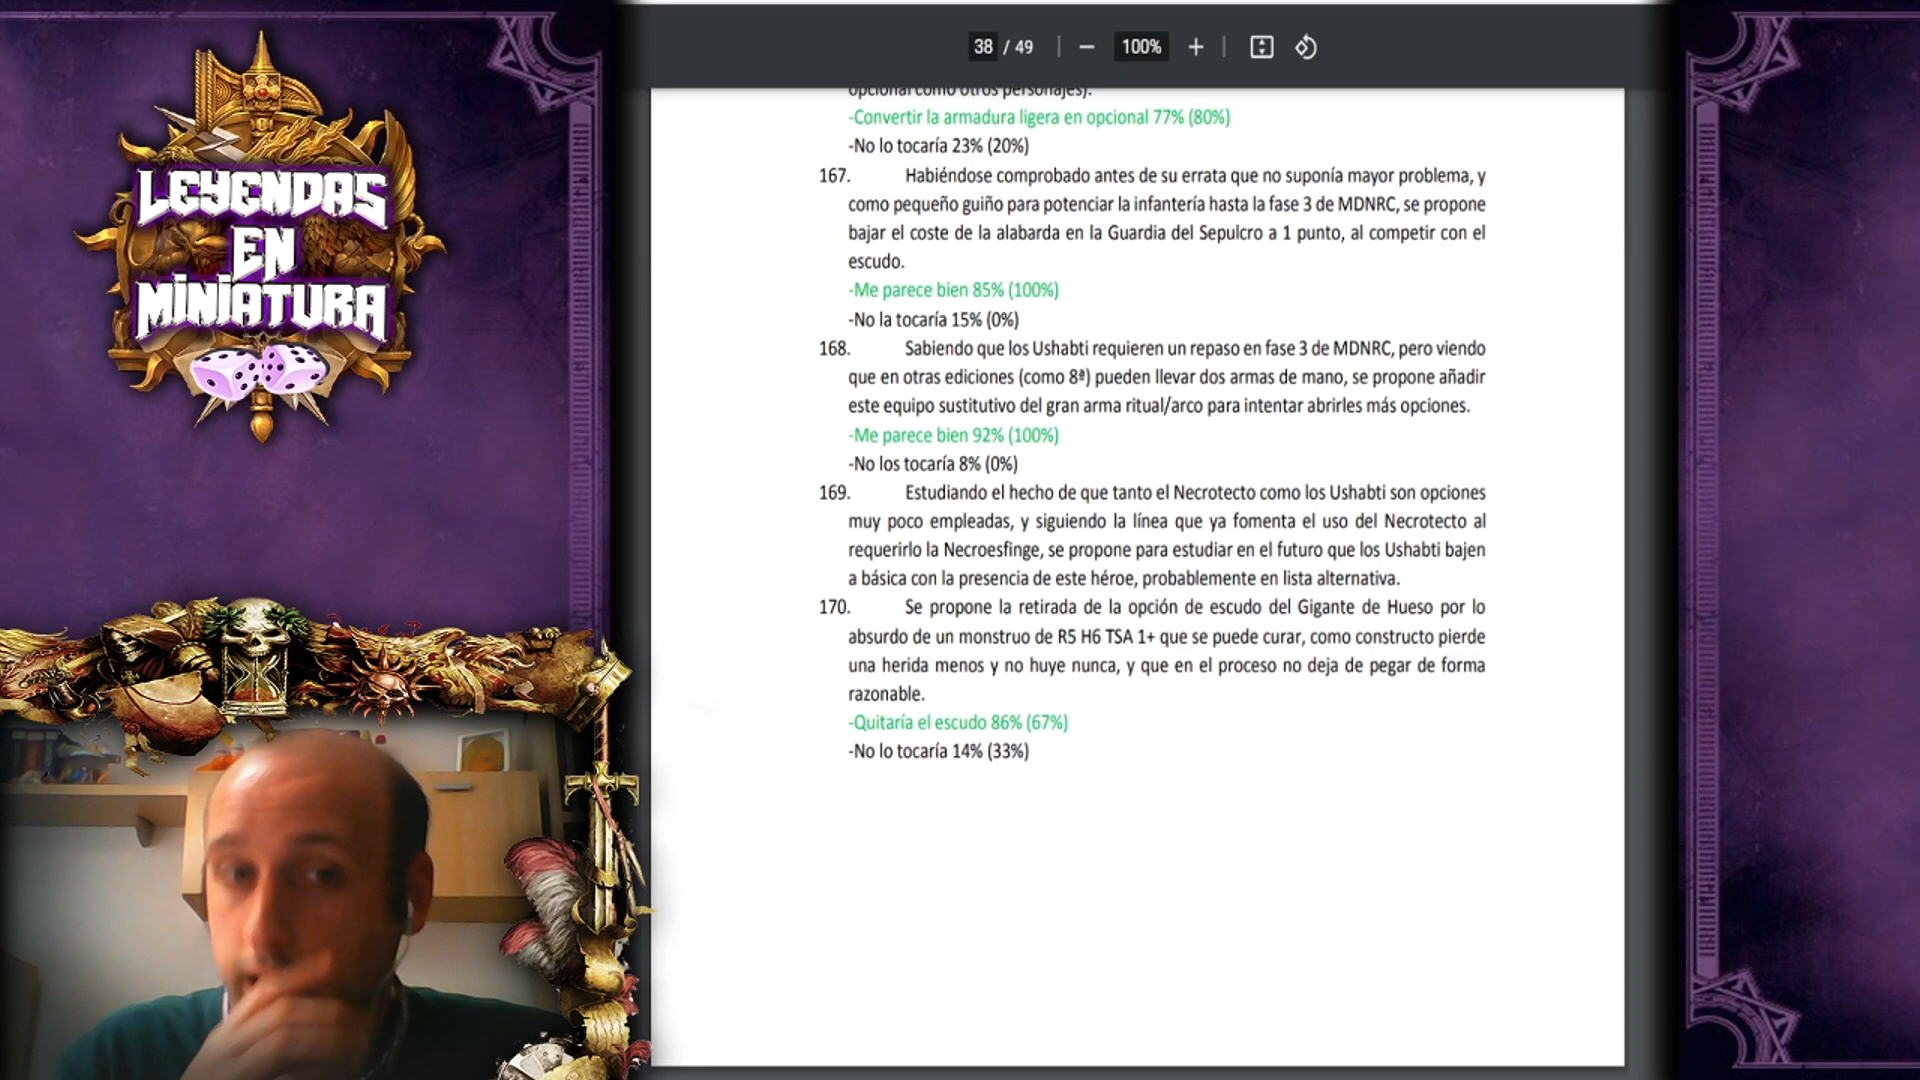 LEYENDAS
EN
MINIATURA
38 / 49
100%
opcional como otros personajes).
-Convertir la armadura ligera en opcional 77% (80%)
-No lo tocaría 23% (20%)
167. Habiéndose comprobado antes de su errata que no suponía mayor problema, y
como pequeño guiño para potenciar la infantería hasta la fase 3 de MDNRC, se propone
bajar el coste de la alabarda en la Guardia del Sepulcro a 1 punto, al competir con el
escudo.
-Me parece bien 85% (100%)
-No la tocaría 15% (0%)
168. Sabiendo que los Ushabti requieren un repaso en fase 3 de MDNRC, pero viendo
que en otras ediciones (como 8ª) pueden llevar dos armas de mano, se propone añadir
este equipo sustitutivo del gran arma ritual/arco para intentar abrirles más opciones.
-Me parece bien 92% (100%)
-No los tocaría 8% (0%)
169. Estudiando el hecho de que tanto el Necrotecto como los Ushabti son opciones
muy poco empleadas, y siguiendo la línea que ya fomenta el uso del Necrotecto al
requerirlo la Necroesfinge, se propone para estudiar en el futuro que los Ushabti bajen
a básica con la presencia de este héroe, probablemente en lista alternativa.
170. Se propone la retirada de la opción de escudo del Gigante de Hueso por lo
absurdo de un monstruo de R5 H6 TSA 1+ que se puede curar, como constructo pierde
una herida menos y no huye nunca, y que en el proceso no deja de pegar de forma
razonable.
-Quitaría el escudo 86% (67%)
-No lo tocaría 14% (33%)